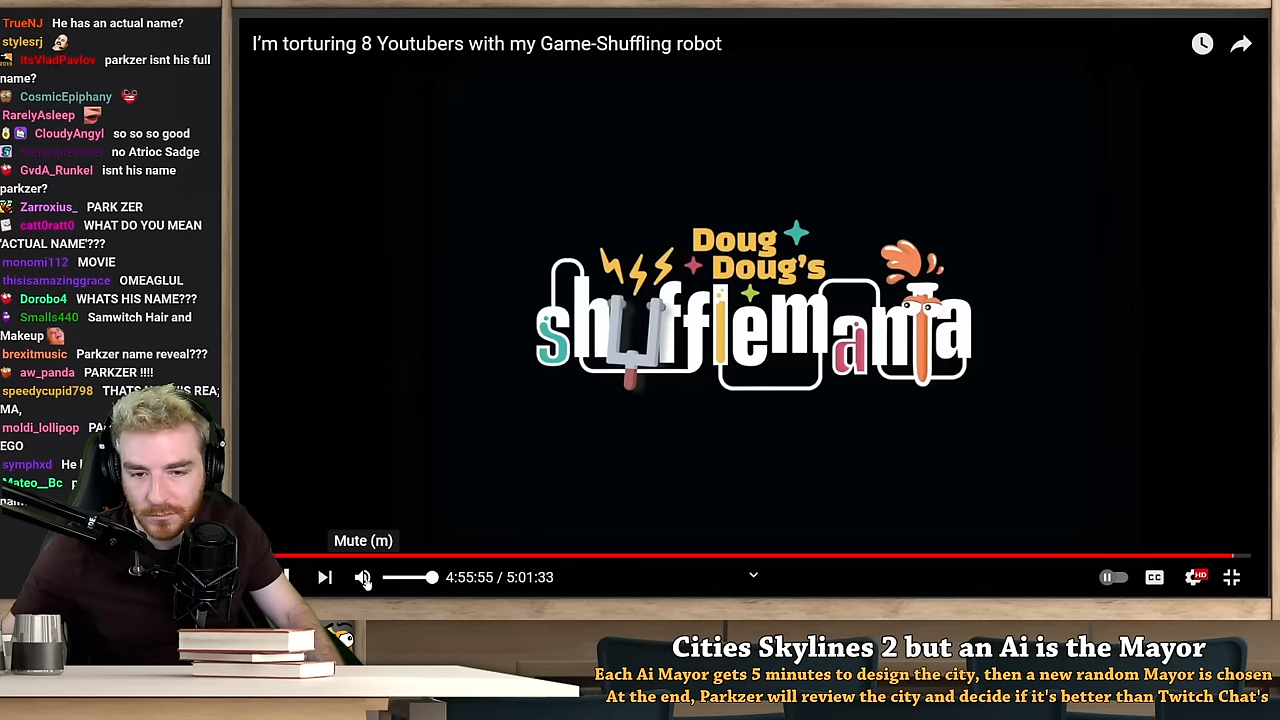 TrueNJ He has an actual name?
stylesrj
ItsVladPavlov parkzer isnt his full
name?
CosmicEpiphany
RarelyAsleep
CloudyAngyl so so so good
no Atrioc Sadge
GvdA_Runkel isnt his name
parkzer?
Zarroxius_ PARK ZER
catt0ratt0 WHAT DO YOU MEAN
'ACTUAL NAME'???
monomi112 MOVIE
thisisamazinggrace OMEAGLUL
Dorobo4 WHATS HIS NAME???
Smalls440 Samwitch Hair and
Makeup
brexitmusic Parkzer name reveal???
aw_panda PARKZER !!!!
speedycupid798
MA,
moldi_lollipop
EGO
symphxd He
Mateo__Bc
I'm torturing 8 Youtubers with my Game-Shuffling robot
Doug
Doug's
shufflemania
Mute (m)
4:55:55 / 5:01:33
CC
HD
Cities Skylines 2 but an Ai is the Mayor
Each Ai Mayor gets 5 minutes to design the city, then a new random Mayor is chosen
At the end, Parkzer will review the city and decide if it's better than Twitch Chat's